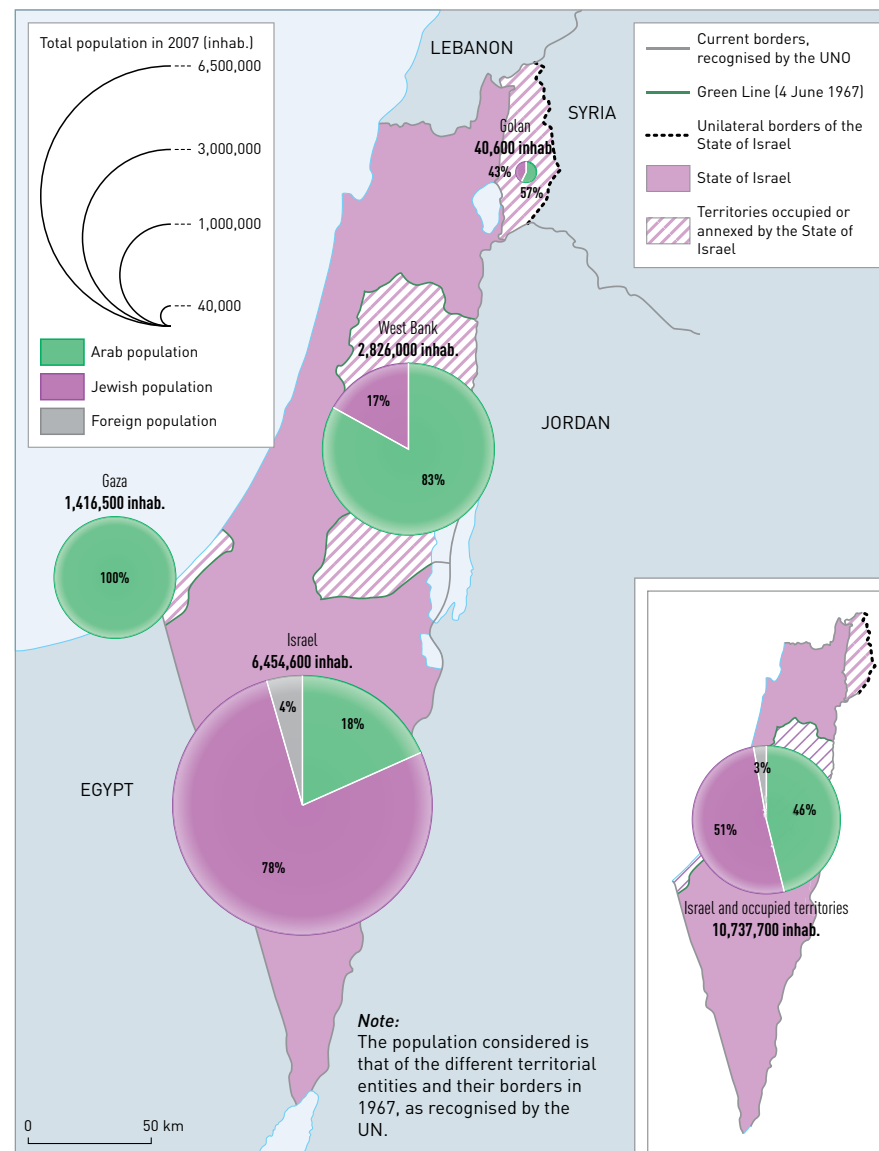 Total population in 2007 (inhab.)
6,500,000
3,000,000
1,000,000
40,000
Arab population
Jewish population
Foreign population
Current borders,
recognised by the UNO
Green Line (4 June 1967)
Unilateral borders of the
State of Israel
State of Israel
Territories occupied or
annexed by the State of
Israel
LEBANON
SYRIA
Golan
40,600 inhab.
43%
57%
West Bank
2,826,000 inhab.
17%
83%
JORDAN
Gaza
1,416,500 inhab.
100%
Israel
6,454,600 inhab.
4%
18%
78%
EGYPT
3%
46%
51%
Israel and occupied territories
10,737,700 inhab.
Note:
The population considered is
that of the different territorial
entities and their borders in
1967, as recognised by the
UN.
0 50 km